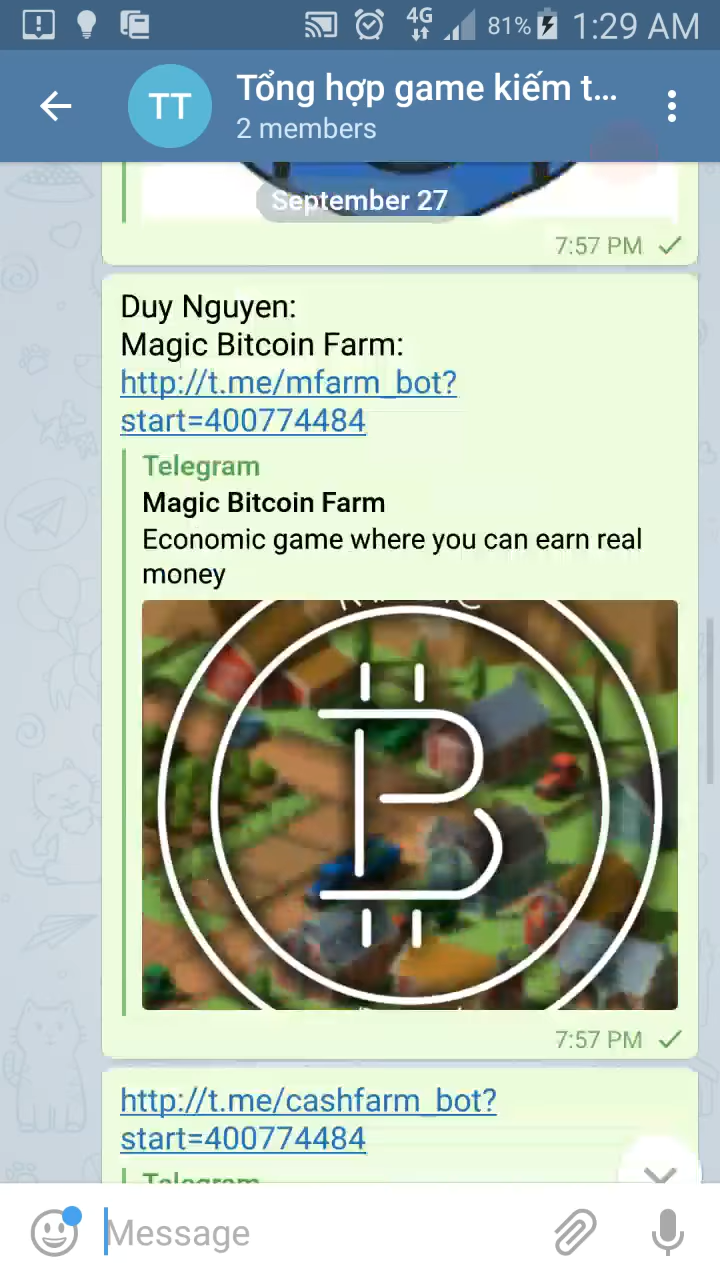 4G
81%
1:29 AM
TT
Tổng hợp game kiếm t...
2 members
September 27
7:57 PM
Duy Nguyen:
Magic Bitcoin Farm:
http://t.me/mfarm_bot?
start=400774484
Telegram
Magic Bitcoin Farm
Economic game where you can earn real
money
7:57 PM
http://t.me/cashfarm_bot?
start=400774484
Telegram
Message